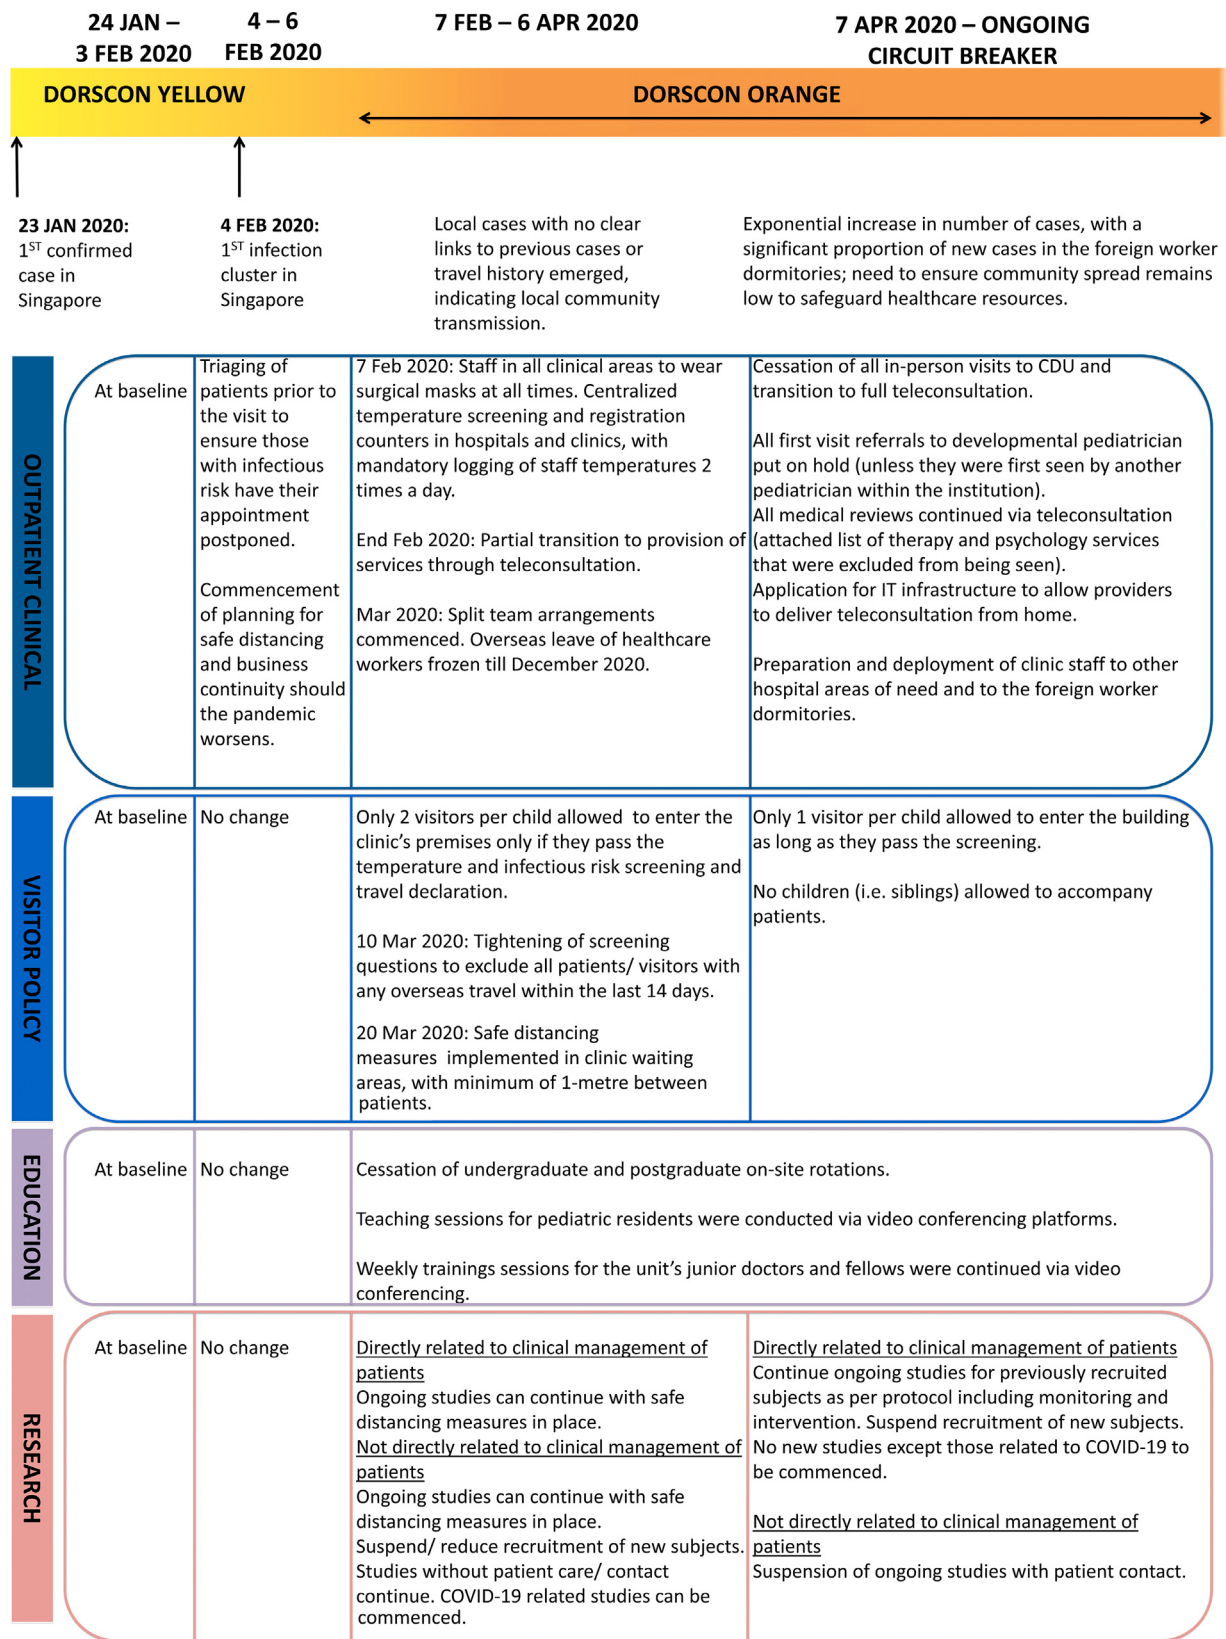 24 JAN –
3 FEB 2020
4 – 6
FEB 2020
7 FEB – 6 APR 2020
7 APR 2020 – ONGOING
CIRCUIT BREAKER
DORSCON YELLOW
DORSCON ORANGE
23 JAN 2020:
1ST confirmed
case in
Singapore
4 FEB 2020:
1ST infection
cluster in
Singapore
Local cases with no clear
links to previous cases or
travel history emerged,
indicating local community
transmission.
Exponential increase in number of cases, with a
significant proportion of new cases in the foreign worker
dormitories; need to ensure community spread remains
low to safeguard healthcare resources.
OUTPATIENT CLINICAL
At baseline
Triaging of
patients prior to
the visit to
ensure those
with infectious
risk have their
appointment
postponed.
Commencement
of planning for
safe distancing
and business
continuity should
the pandemic
worsens.
7 Feb 2020: Staff in all clinical areas to wear
surgical masks at all times. Centralized
temperature screening and registration
counters in hospitals and clinics, with
mandatory logging of staff temperatures 2
times a day.
End Feb 2020: Partial transition to provision of
services through teleconsultation.
Mar 2020: Split team arrangements
commenced. Overseas leave of healthcare
workers frozen till December 2020.
Cessation of all in-person visits to CDU and
transition to full teleconsultation.
All first visit referrals to developmental pediatrician
put on hold (unless they were first seen by another
pediatrician within the institution).
All medical reviews continued via teleconsultation
(attached list of therapy and psychology services
that were excluded from being seen).
Application for IT infrastructure to allow providers
to deliver teleconsultation from home.
Preparation and deployment of clinic staff to other
hospital areas of need and to the foreign worker
dormitories.
VISITOR POLICY
At baseline
No change
Only 2 visitors per child allowed to enter the
clinic's premises only if they pass the
temperature and infectious risk screening and
travel declaration.
10 Mar 2020: Tightening of screening
questions to exclude all patients/ visitors with
any overseas travel within the last 14 days.
20 Mar 2020: Safe distancing
measures implemented in clinic waiting
areas, with minimum of 1-metre between
patients.
Only 1 visitor per child allowed to enter the building
as long as they pass the screening.
No children (i.e. siblings) allowed to accompany
patients.
EDUCATION
At baseline
No change
Cessation of undergraduate and postgraduate on-site rotations.
Teaching sessions for pediatric residents were conducted via video conferencing platforms.
Weekly trainings sessions for the unit's junior doctors and fellows were continued via video
conferencing.
RESEARCH
At baseline
No change
Directly related to clinical management of
patients
Ongoing studies can continue with safe
distancing measures in place.
Not directly related to clinical management of
patients
Ongoing studies can continue with safe
distancing measures in place.
Suspend/ reduce recruitment of new subjects.
Studies without patient care/ contact
continue. COVID-19 related studies can be
commenced.
Directly related to clinical management of patients
Continue ongoing studies for previously recruited
subjects as per protocol including monitoring and
intervention. Suspend recruitment of new subjects.
No new studies except those related to COVID-19 to
be commenced.
Not directly related to clinical management of
patients
Suspension of ongoing studies with patient contact.